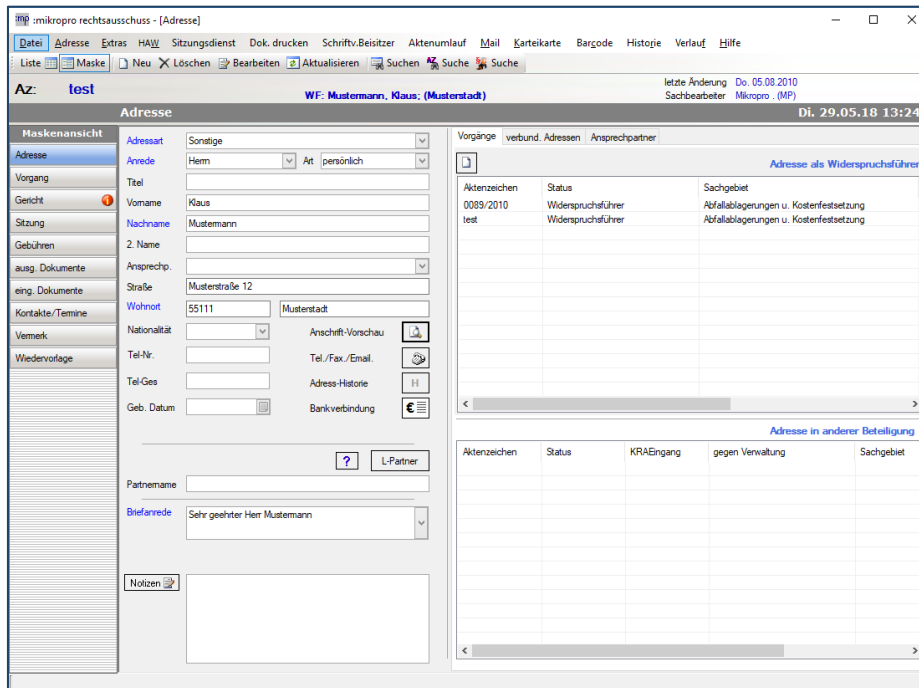 :mp :mikropro rechtsausschuss - [Adresse]
Datei Adresse Extras HAW Sitzungsdienst Dok. drucken Schriftv.Beisitzer Aktenumlauf Mail Karteikarte Barcode Historie Verlauf Hilfe
Liste Maske Neu Löschen Bearbeiten Aktualisieren Suchen AZ Suche Suche
Az: test
WF: Mustermann, Klaus; (Musterstadt)
letzte Änderung Do. 05.08.2010
Sachbearbeiter Mikropro . (MP)
Adresse Di. 29.05.18 13:24
Maskenansicht
Adresse
Vorgang
Gericht
Sitzung
Gebühren
ausg. Dokumente
eing. Dokumente
Kontakte/Termine
Vermerk
Wiedervorlage
Adressart Sonstige
Anrede Herrn Art persönlich
Titel
Vorname Klaus
Nachname Mustermann
2. Name
Ansprechp.
Straße Musterstraße 12
Wohnort 55111 Musterstadt
Nationalität Anschrift-Vorschau
Tel-Nr. Tel./Fax./Email.
Tel-Ges Adress-Historie H
Geb. Datum Bankverbindung €
? L-Partner
Partnername
Briefanrede Sehr geehrter Herr Mustermann
Notizen
Vorgänge verbund. Adressen Ansprechpartner
Adresse als Widerspruchsführer
Aktenzeichen Status Sachgebiet
0089/2010 Widerspruchsführer Abfallablagerungen u. Kostenfestsetzung
test Widerspruchsführer Abfallablagerungen u. Kostenfestsetzung
Adresse in anderer Beteiligung
Aktenzeichen Status KRAEingang gegen Verwaltung Sachgebiet